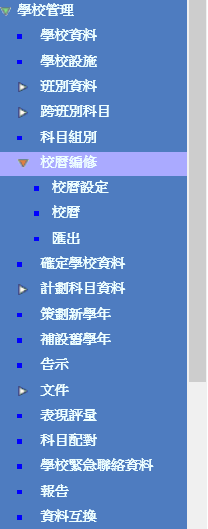 學校管理
學校資料
學校設施
班別資料
跨班別科目
科目組別
校曆編修
校曆設定
校曆
匯出
確定學校資料
計劃科目資料
策劃新學年
補設舊學年
告示
文件
表現評量
科目配對
學校緊急聯絡資料
報告
資料互換